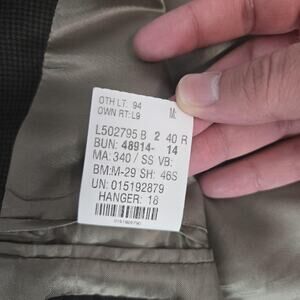 OTH LT: 94
OWN RT: L9 M:
L502795 B 2 40 R
BUN: 48914- 14
MA: 340 / SS VB:
BM:M-29 SH: 46S
UN: 015192879
HANGER: 18